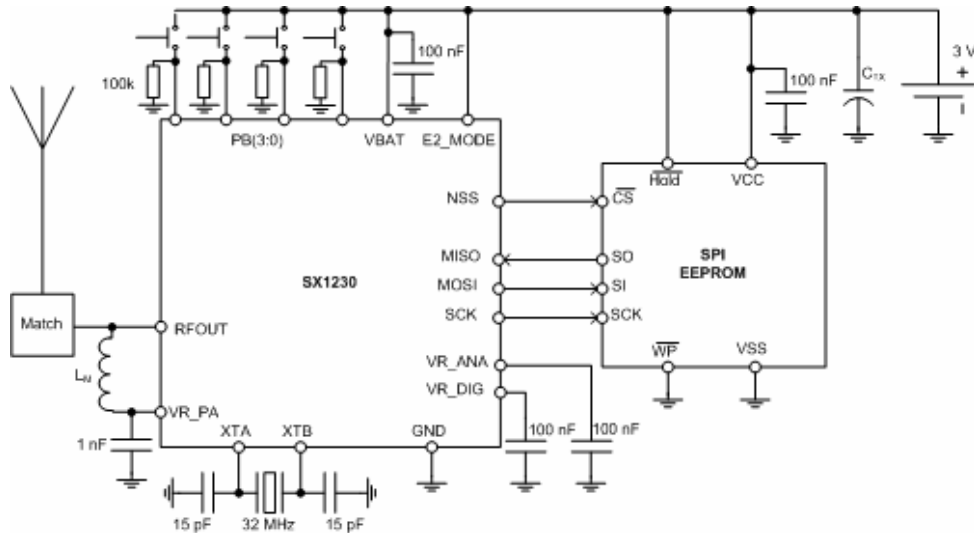 100 nF
3 V
+
100k
100 nF
C_TX
PB(3:0)
VBAT
E2_MODE
Hold
VCC
NSS
CS
MISO
SO
SX1230
SPI
EEPROM
MOSI
SI
SCK
SCK
Match
RFOUT
WP
VSS
VR_ANA
L_M
VR_DIG
VR_PA
1 nF
XTA
XTB
GND
100 nF
100 nF
15 pF
32 MHz
15 pF